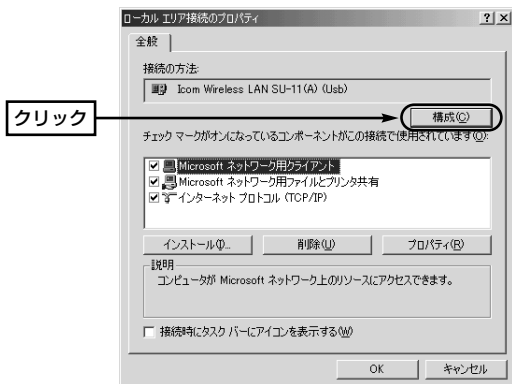 ローカル エリア接続のプロパティ
全般
接続の方法:
Icom Wireless LAN SU-11(A) (Usb)
クリック
構成(C)
チェック マークがオンになっているコンポーネントがこの接続で使用されています(O):
Microsoft ネットワーク用クライアント
Microsoft ネットワーク用ファイルとプリンタ共有
インターネット プロトコル (TCP/IP)
インストール(I)... 削除(U) プロパティ(R)
説明
コンピュータが Microsoft ネットワーク上のリソースにアクセスできます。
接続時にタスク バーにアイコンを表示する(W)
OK キャンセル